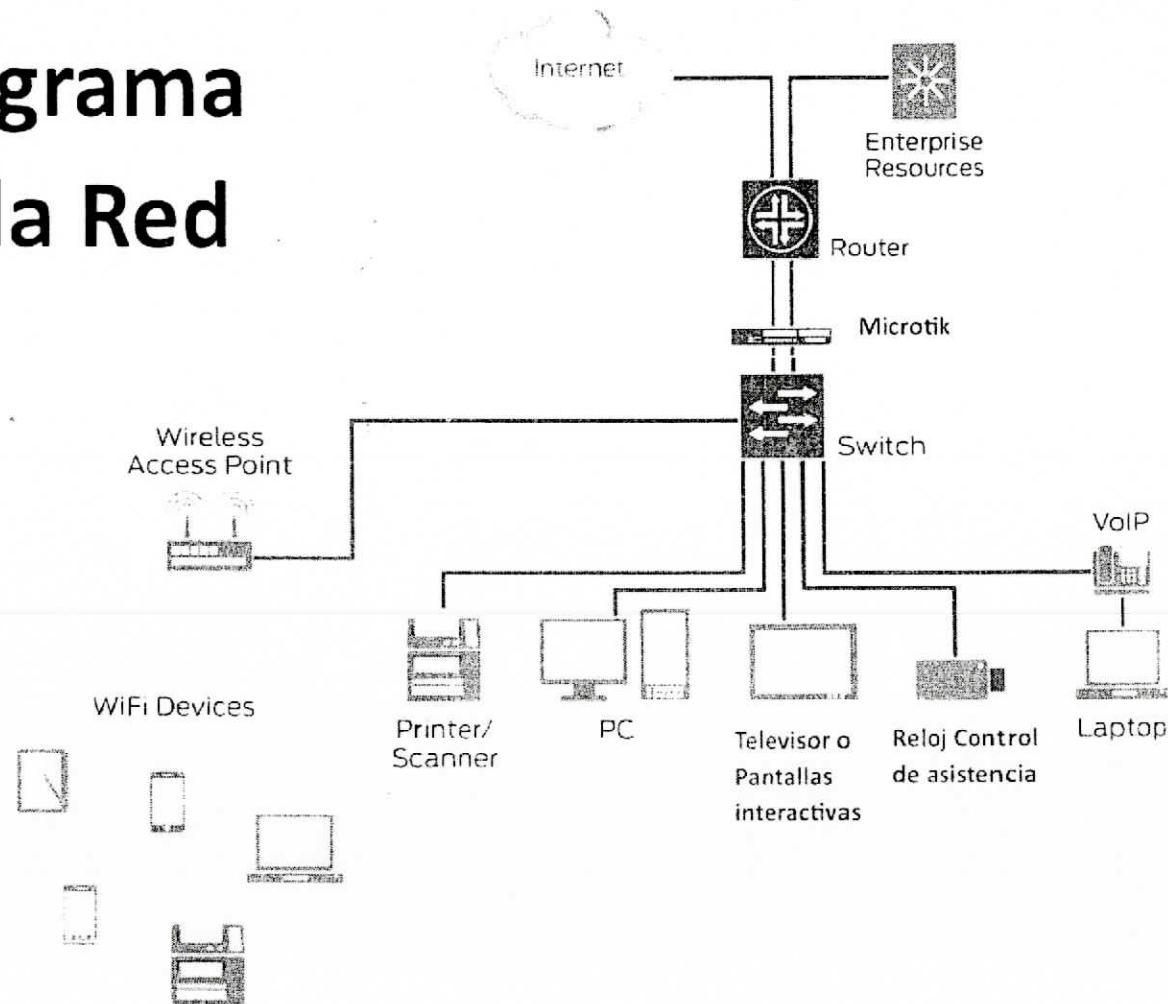 grama
la Red
Internet
Enterprise
Resources
Router
Microtik
Switch
Wireless
Access Point
VoIP
WiFi Devices
Printer/
Scanner
PC
Televisor o
Pantallas
interactivas
Reloj Control
de asistencia
Laptop